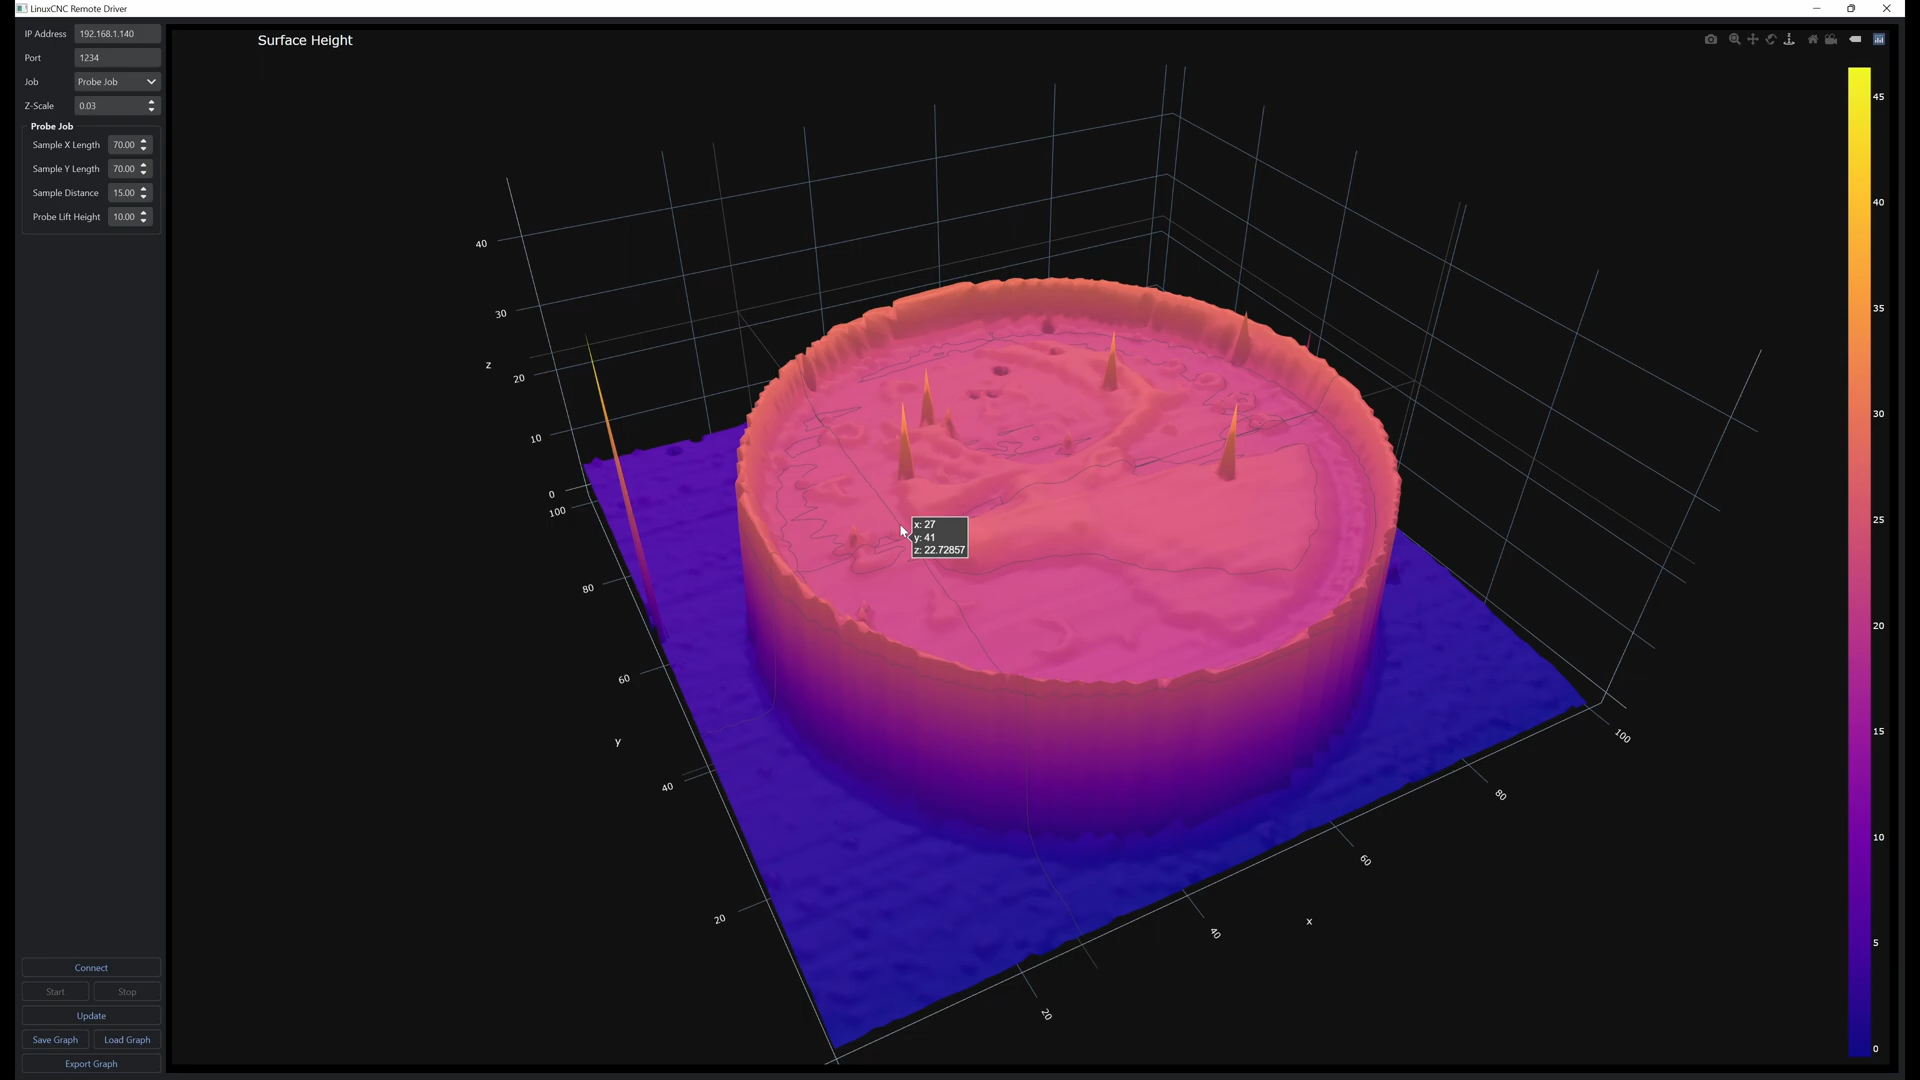 LinuxCNC Remote Driver
IP Address 192.168.1.140
Port 1234
Job Probe Job
Z-Scale 0.03
Probe Job
Sample X Length 70.00
Sample Y Length 70.00
Sample Distance 15.00
Probe Lift Height 10.00
Connect
Start Stop
Update
Save Graph Load Graph
Export Graph
Surface Height
40
30
z
20
10
0
100
80
60
y
40
20
x: 27
y: 41
z: 22.72857
20
40
x
60
80
100
45
40
35
30
25
20
15
10
5
0